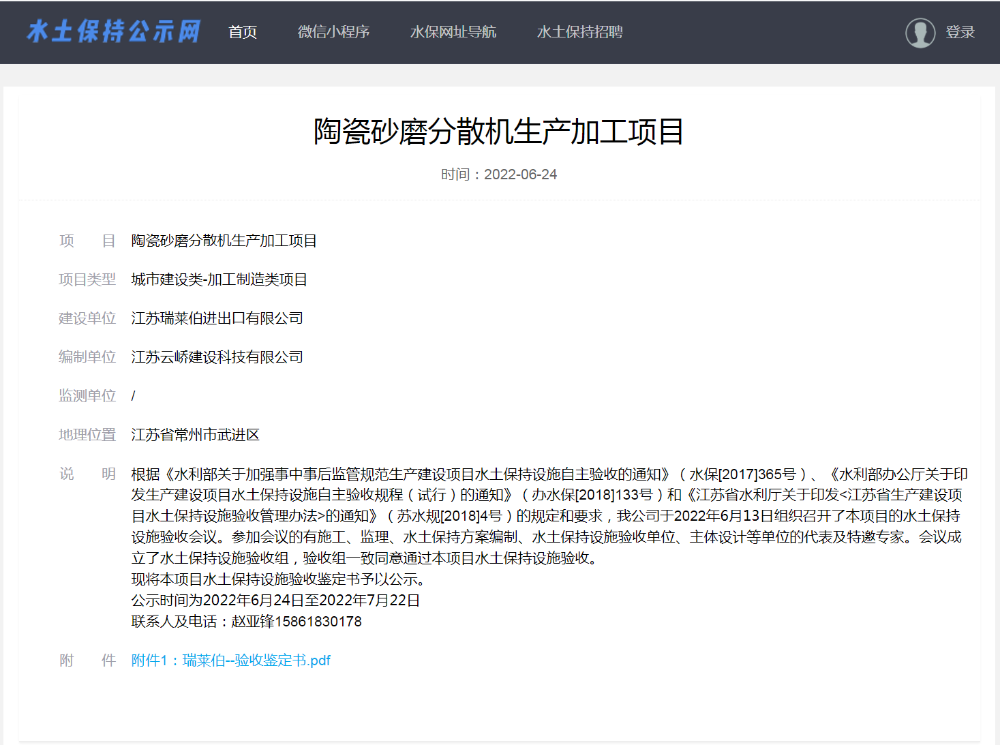 水土保持公示网 首页 微信小程序 水保网址导航 水土保持招聘 登录
陶瓷砂磨分散机生产加工项目
时间：2022-06-24
项 目 陶瓷砂磨分散机生产加工项目
项目类型 城市建设类-加工制造类项目
建设单位 江苏瑞莱伯进出口有限公司
编制单位 江苏云峤建设科技有限公司
监测单位 /
地理位置 江苏省常州市武进区
说 明 根据《水利部关于加强事中事后监管规范生产建设项目水土保持设施自主验收的通知》（水保[2017]365号）、《水利部办公厅关于印
发生产建设项目水土保持设施自主验收规程（试行）的通知》（办水保[2018]133号）和《江苏省水利厅关于印发<江苏省生产建设项
目水土保持设施验收管理办法>的通知》（苏水规[2018]4号）的规定和要求，我公司于2022年6月13日组织召开了本项目的水土保持
设施验收会议。参加会议的有施工、监理、水土保持方案编制、水土保持设施验收单位、主体设计等单位的代表及特邀专家。会议成
立了水土保持设施验收组，验收组一致同意通过本项目水土保持设施验收。
现将本项目水土保持设施验收鉴定书予以公示。
公示时间为2022年6月24日至2022年7月22日
联系人及电话：赵亚锋15861830178
附 件 附件1：瑞莱伯--验收鉴定书.pdf